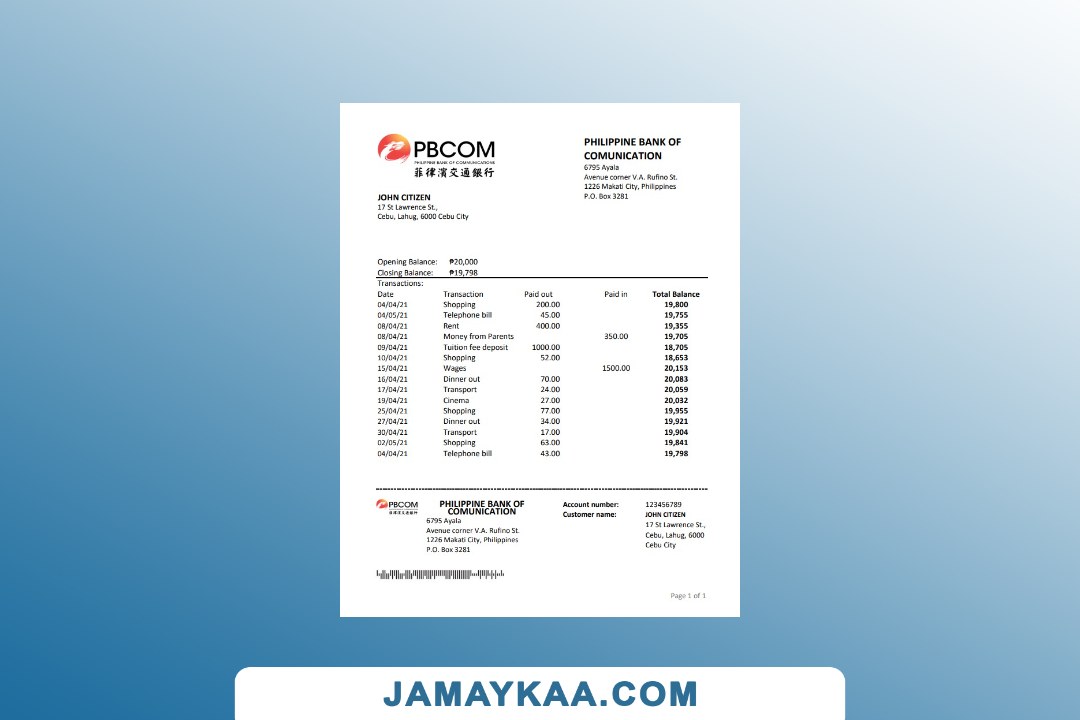 PBCOM
PHILIPPINE BANK OF COMMUNICATIONS
菲律濱交通銀行
PHILIPPINE BANK OF
COMUNICATION
6795 Ayala
Avenue corner V.A. Rufino St.
1226 Makati City, Philippines
P.O. Box 3281
JOHN CITIZEN
17 St Lawrence St.,
Cebu, Lahug, 6000 Cebu City
Opening Balance: ₱20,000
Closing Balance: ₱19,798
Transactions:
Date Transaction Paid out Paid in Total Balance
04/04/21 Shopping 200.00 19,800
04/05/21 Telephone bill 45.00 19,755
08/04/21 Rent 400.00 19,355
08/04/21 Money from Parents 350.00 19,705
09/04/21 Tuition fee deposit 1000.00 18,705
10/04/21 Shopping 52.00 18,653
15/04/21 Wages 1500.00 20,153
16/04/21 Dinner out 70.00 20,083
17/04/21 Transport 24.00 20,059
19/04/21 Cinema 27.00 20,032
25/04/21 Shopping 77.00 19,955
27/04/21 Dinner out 34.00 19,921
30/04/21 Transport 17.00 19,904
02/05/21 Shopping 63.00 19,841
04/04/21 Telephone bill 43.00 19,798
PBCOM
菲律濱交通銀行
PHILIPPINE BANK OF
COMUNICATION
6795 Ayala
Avenue corner V.A. Rufino St.
1226 Makati City, Philippines
P.O. Box 3281
Account number: 123456789
Customer name: JOHN CITIZEN
17 St Lawrence St.,
Cebu, Lahug, 6000
Cebu City
Page 1 of 1
JAMAYKAA.COM